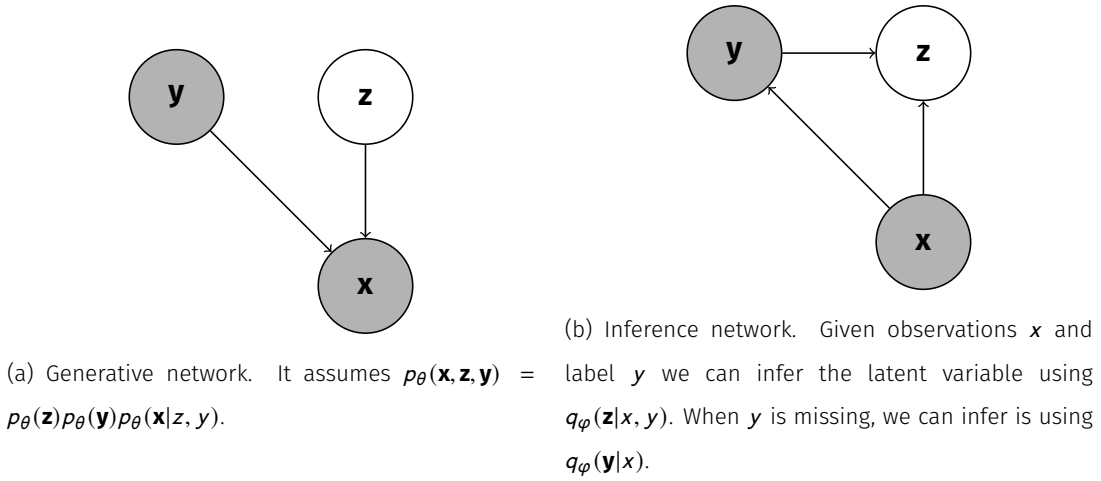 y
z
x
(a) Generative network. It assumes pθ(x, z, y) =
pθ(z)pθ(y)pθ(x|z, y).
y
z
x
(b) Inference network. Given observations x and
label y we can infer the latent variable using
qφ(z|x, y). When y is missing, we can infer is using
qφ(y|x).